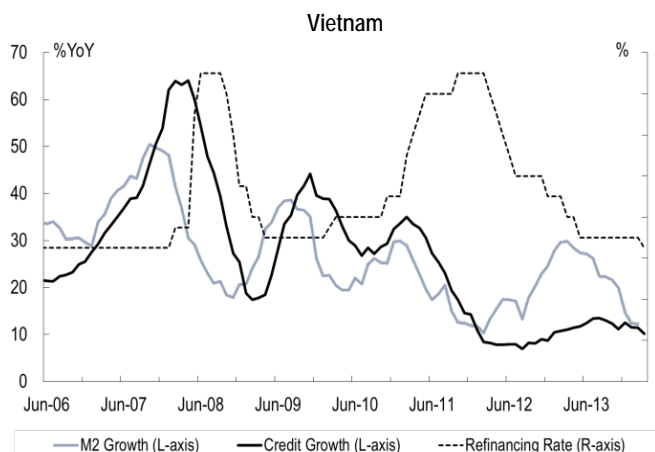 Vietnam
%YoY
%
70
60
50
40
30
20
10
0
Jun-06 Jun-07 Jun-08 Jun-09 Jun-10 Jun-11 Jun-12 Jun-13
M2 Growth (L-axis) Credit Growth (L-axis) Refinancing Rate (R-axis)